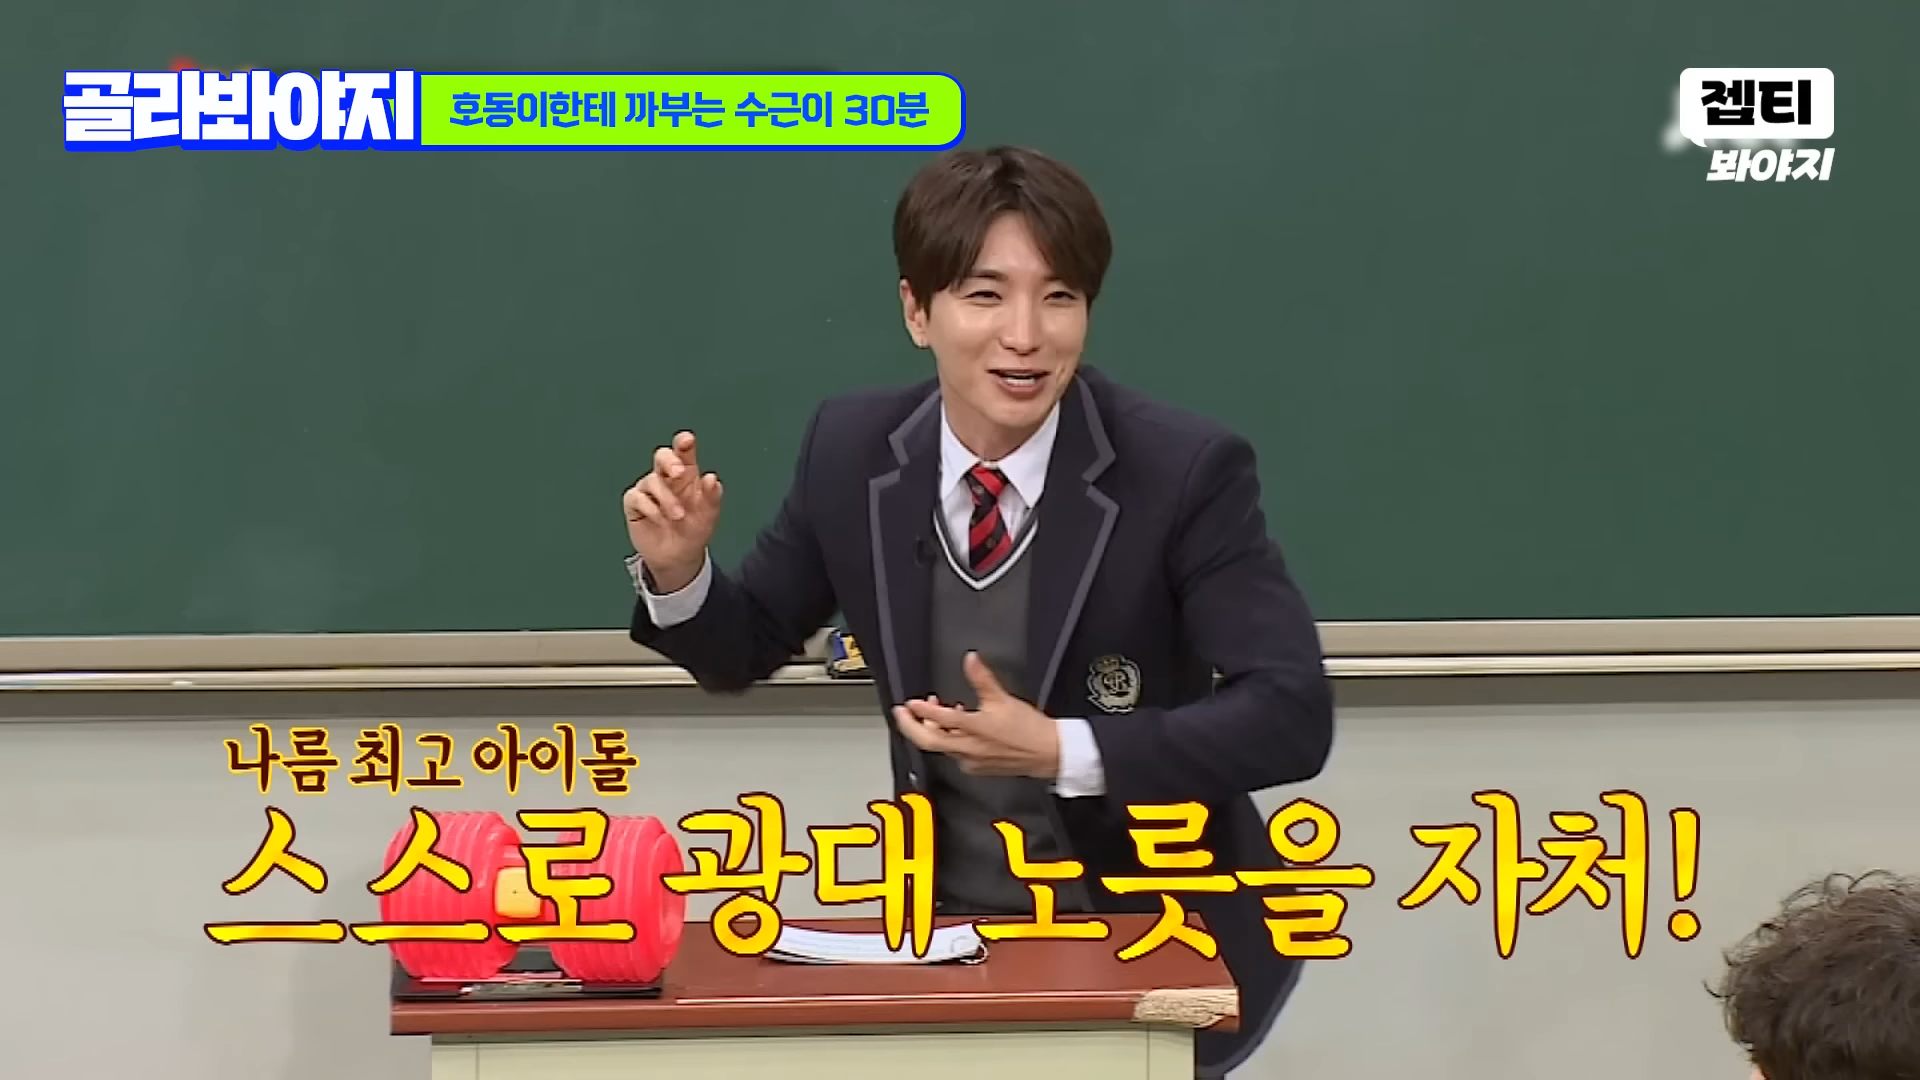 골라봐야지
호동이한테 까부는 수근이 30분
젭티
봐야지
나름 최고 아이돌
스스로 광대 노릇을 자처!